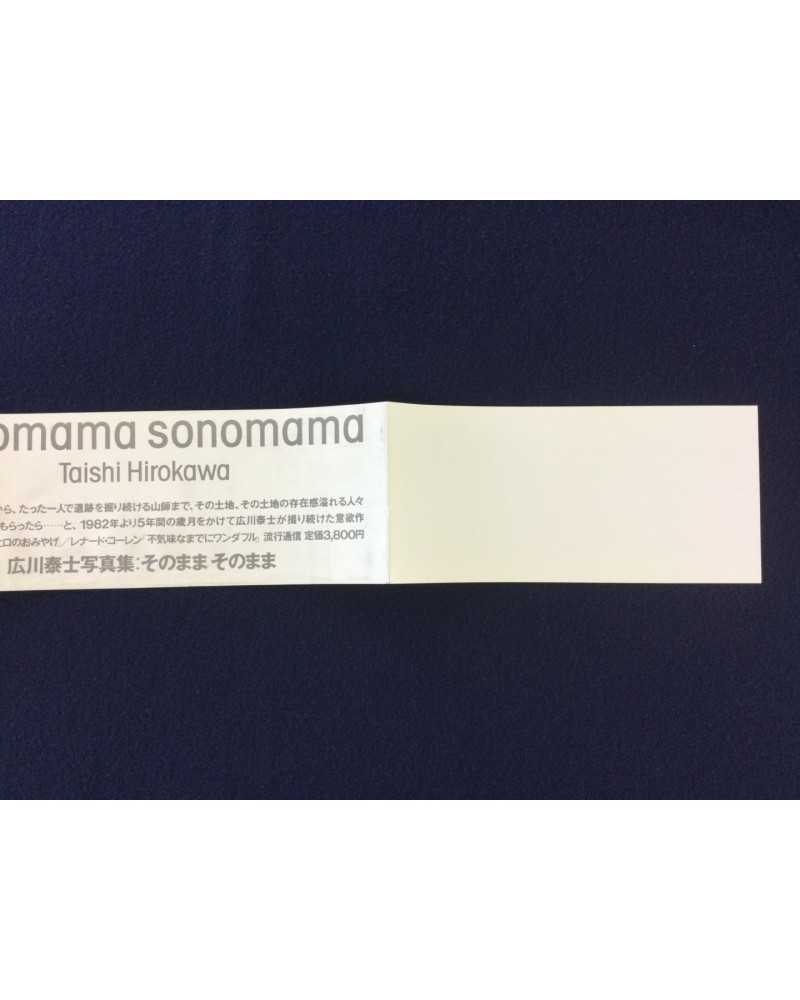 omama sonomama
Taishi Hirokawa
から、たった一人で遺跡を掘り続ける山師まで、その土地、その土地の存在感溢れる人々
もらったら……と、1982年より5年間の歳月をかけて広川泰士が撮り続けた意欲作
口のおみやげ/レナード・コーレン「不気味なまでにワンダフル」 流行通信 定価3,800円
広川泰士写真集:そのまま そのまま